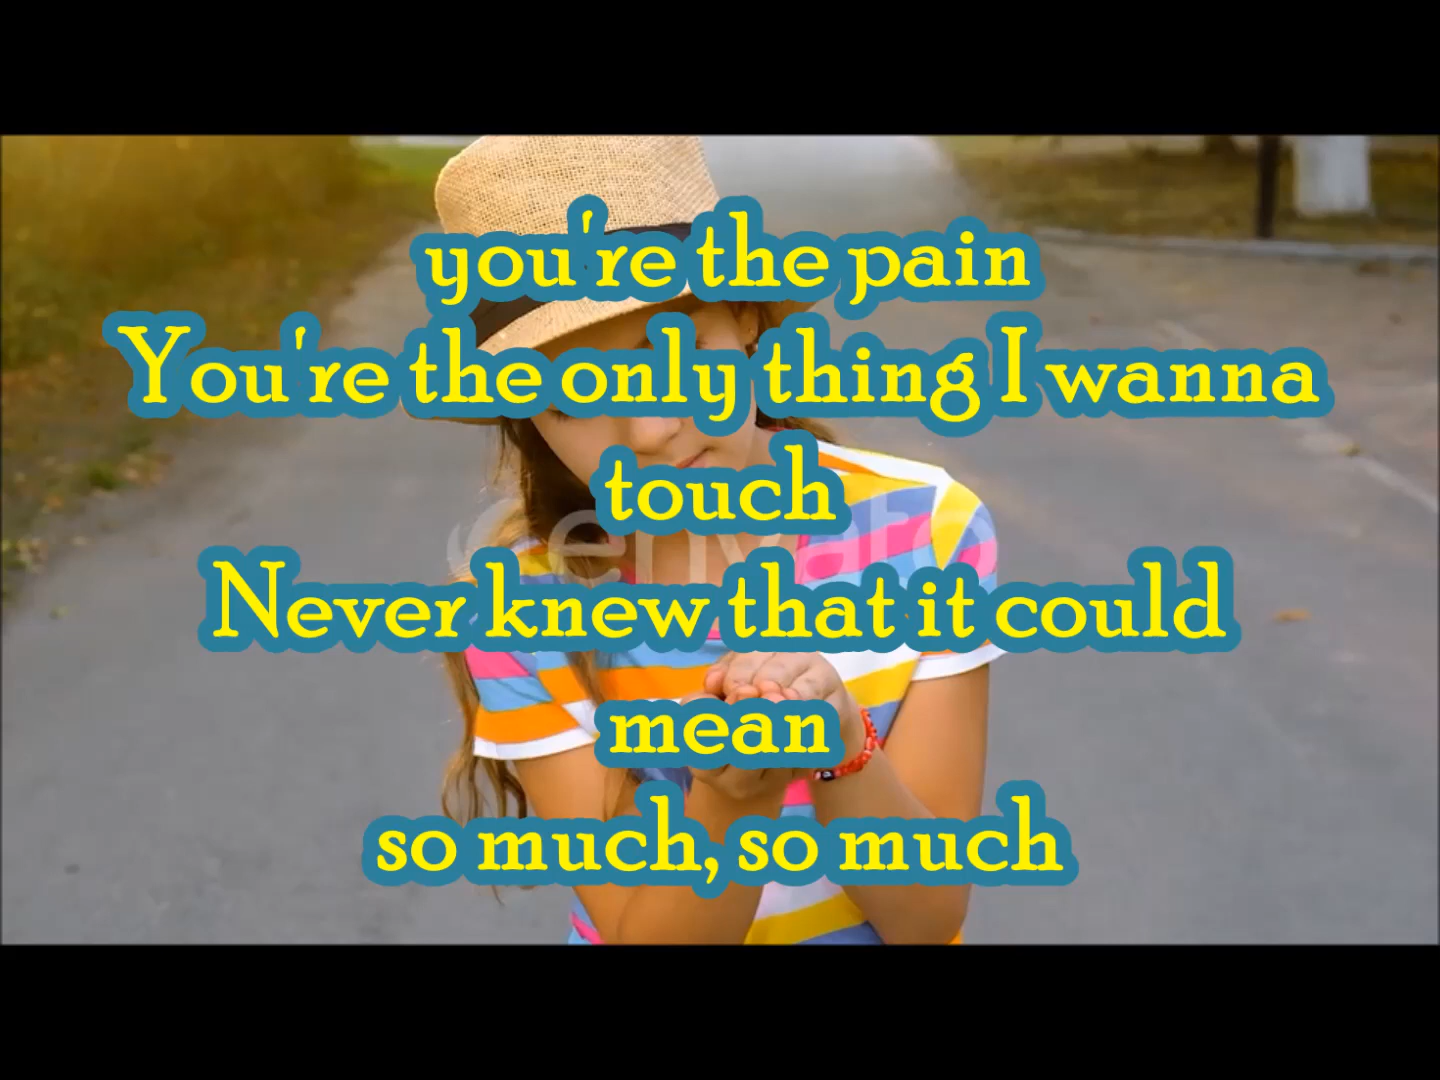 you're the pain
You're the only thing I wanna
touch
Never knew that it could
mean
so much, so much
envato